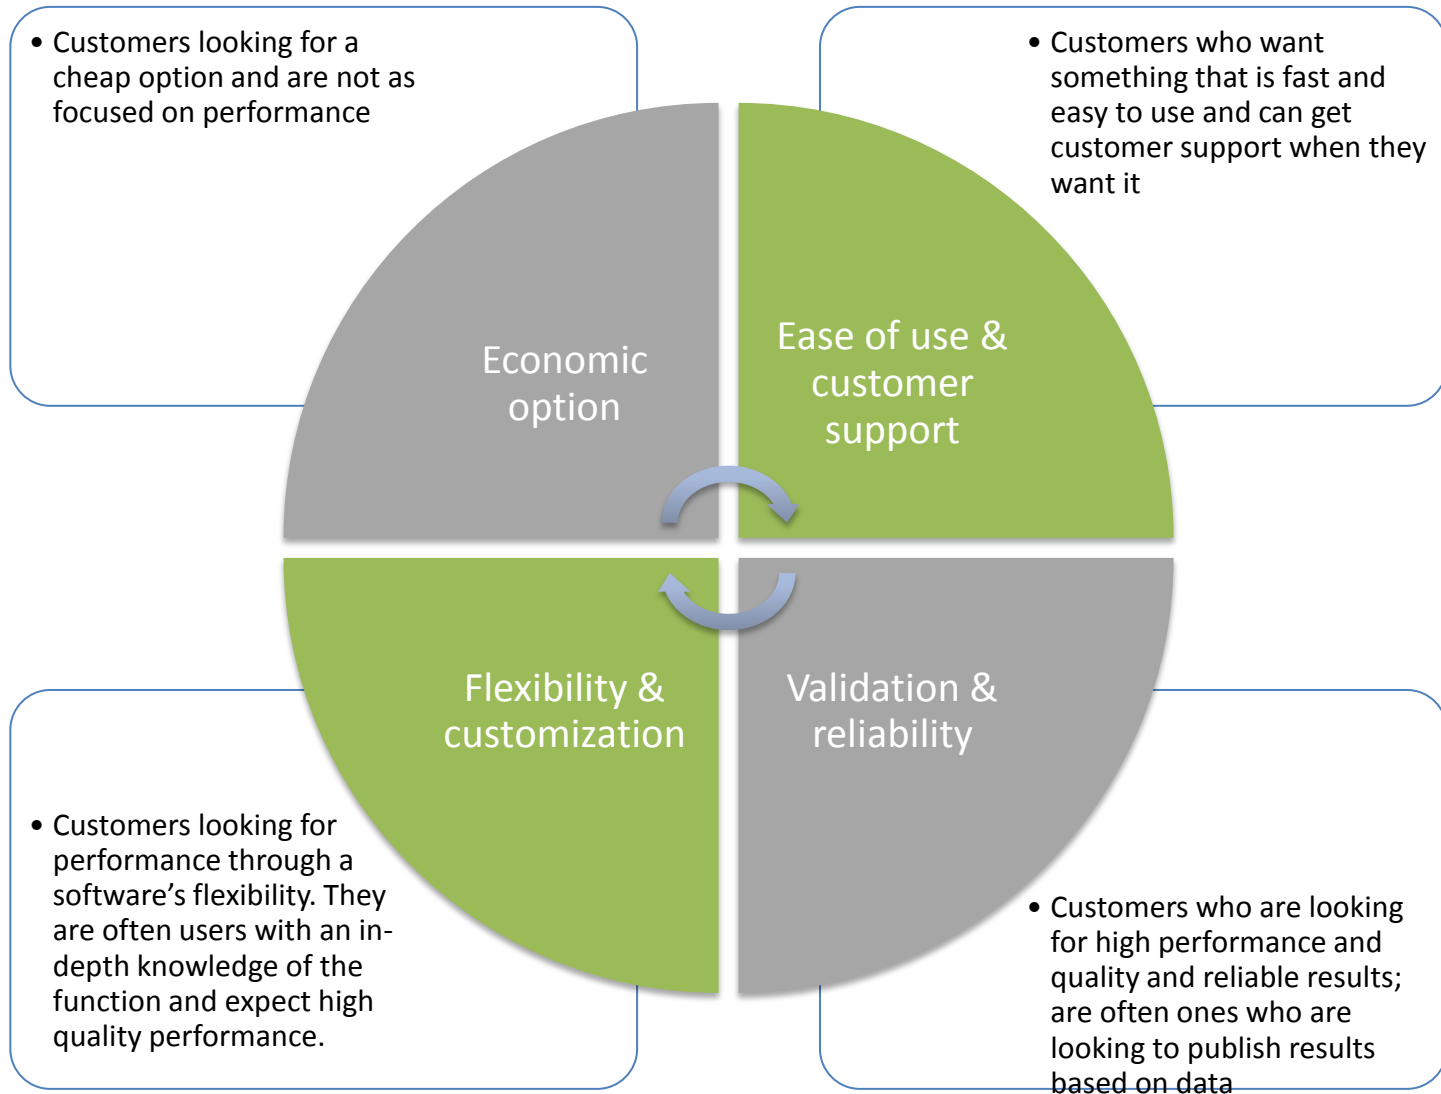 • Customers looking for a
cheap option and are not as
focused on performance
• Customers who want
something that is fast and
easy to use and can get
customer support when they
want it
Economic
option
Ease of use &
customer
support
Flexibility &
customization
Validation &
reliability
• Customers looking for
performance through a
software’s flexibility. They
are often users with an in-
depth knowledge of the
function and expect high
quality performance.
• Customers who are looking
for high performance and
quality and reliable results;
are often ones who are
looking to publish results
based on data